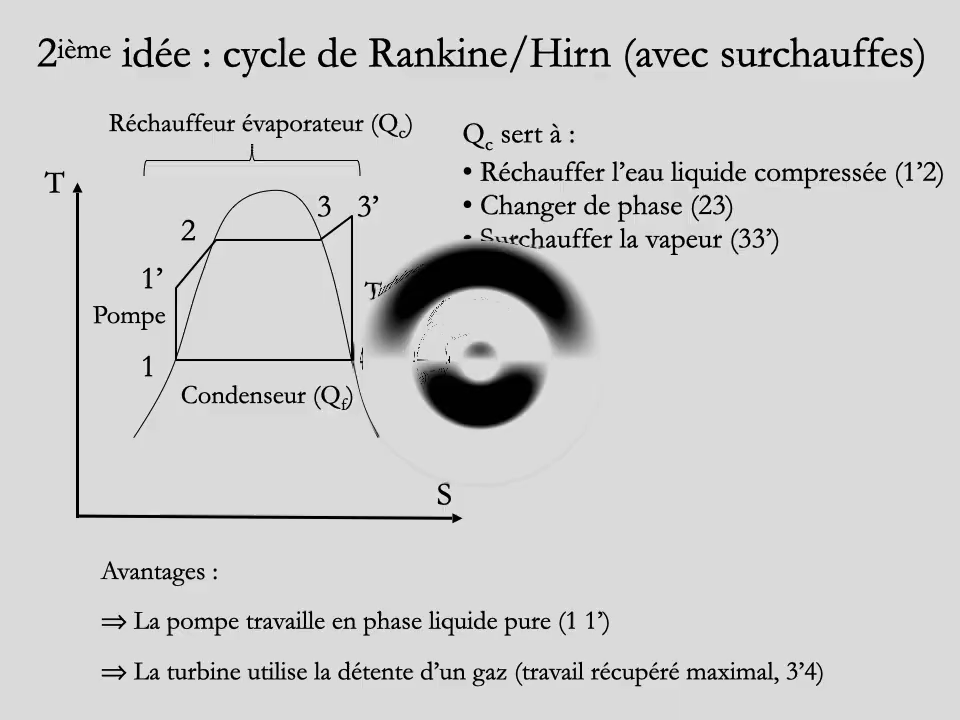 2ième idée : cycle de Rankine/Hirn (avec surchauffes)
Réchauffeur évaporateur (Qc)
Qc sert à :
• Réchauffer l’eau liquide compressée (1’2)
• Changer de phase (23)
• Surchauffer la vapeur (33’)
T
3 3’
2
1’
Pompe
1
Condenseur (Qf)
S
Avantages :
⇒ La pompe travaille en phase liquide pure (1 1’)
⇒ La turbine utilise la détente d’un gaz (travail récupéré maximal, 3’4)